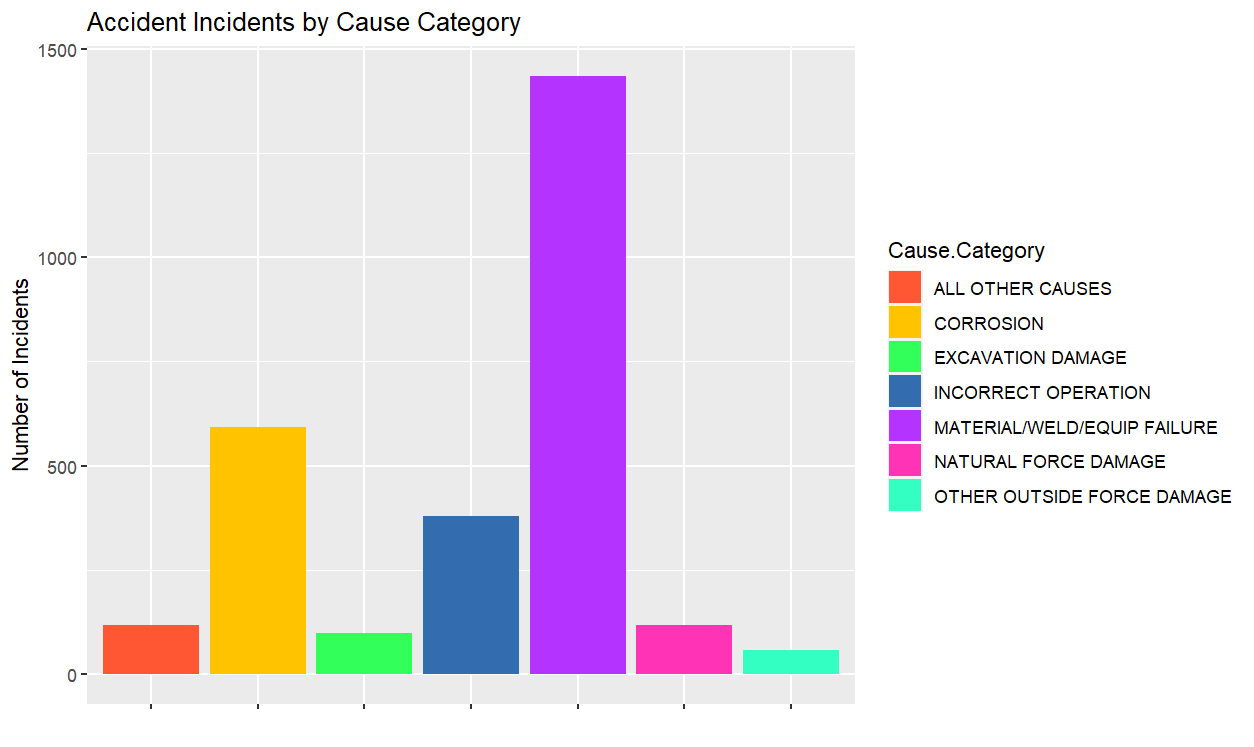 Accident Incidents by Cause Category
1500
1000
500
0
Number of Incidents
Cause.Category
ALL OTHER CAUSES
CORROSION
EXCAVATION DAMAGE
INCORRECT OPERATION
MATERIAL/WELD/EQUIP FAILURE
NATURAL FORCE DAMAGE
OTHER OUTSIDE FORCE DAMAGE